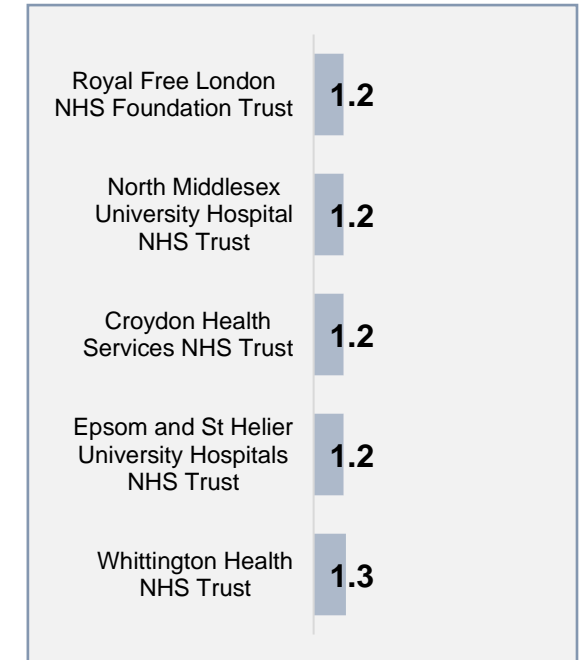 Royal Free London
NHS Foundation Trust
1.2
North Middlesex
University Hospital
NHS Trust
1.2
Croydon Health
Services NHS Trust
1.2
Epsom and St Helier
University Hospitals
NHS Trust
1.2
Whittington Health
NHS Trust
1.3